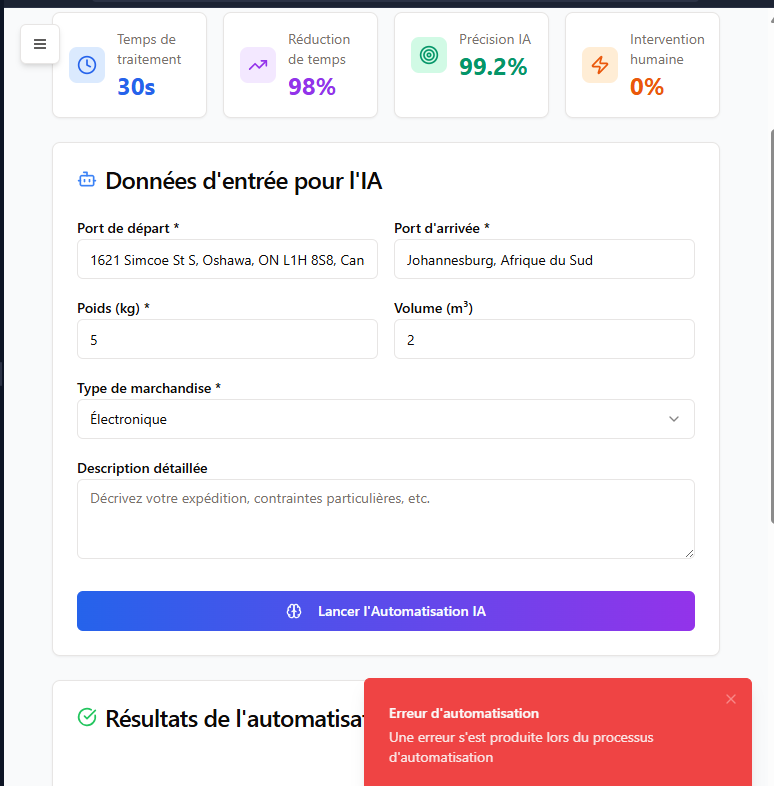 Temps de
traitement
30s
Réduction
de temps
98%
Précision IA
99.2%
Intervention
humaine
0%
Données d'entrée pour l'IA
Port de départ *
1621 Simcoe St S, Oshawa, ON L1H 8S8, Can
Port d'arrivée *
Johannesburg, Afrique du Sud
Poids (kg) *
5
Volume (m³)
2
Type de marchandise *
Électronique
Description détaillée
Décrivez votre expédition, contraintes particulières, etc.
Lancer l'Automatisation IA
Résultats de l'automatisa
Erreur d'automatisation
Une erreur s'est produite lors du processus
d'automatisation